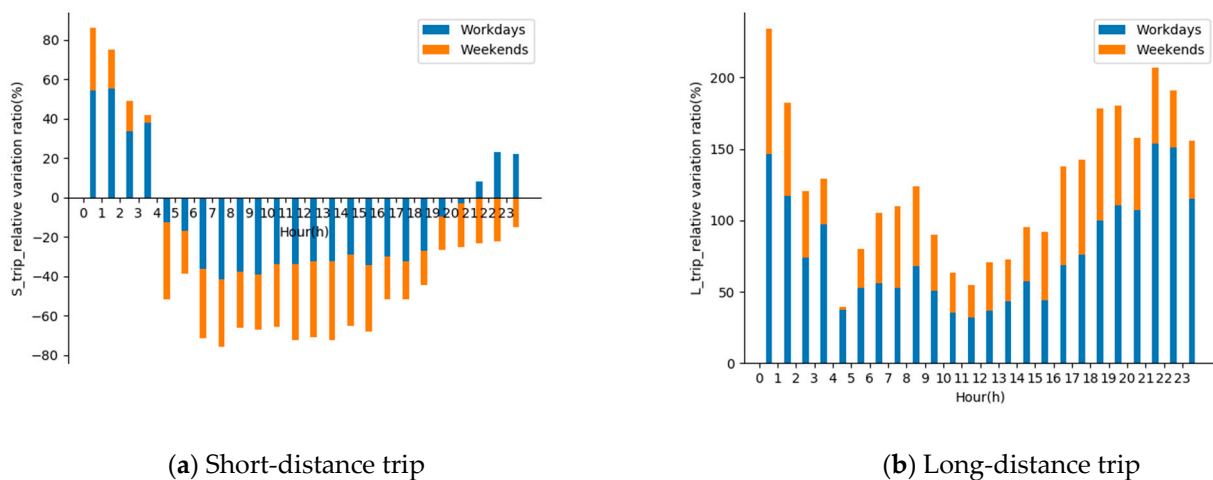 80
60
40
20
0
−20
−40
−60
−80
S_trip_relative variation ratio(%)
Workdays
Weekends
0 1 2 3 4 5 6 7 8 9 10 11 12 13 14 15 16 17 18 19 20 21 22 23
Hour(h)
(a) Short-distance trip
200
150
100
50
0
L_trip_relative variation ratio(%)
Workdays
Weekends
0 1 2 3 4 5 6 7 8 9 10 11 12 13 14 15 16 17 18 19 20 21 22 23
Hour(h)
(b) Long-distance trip